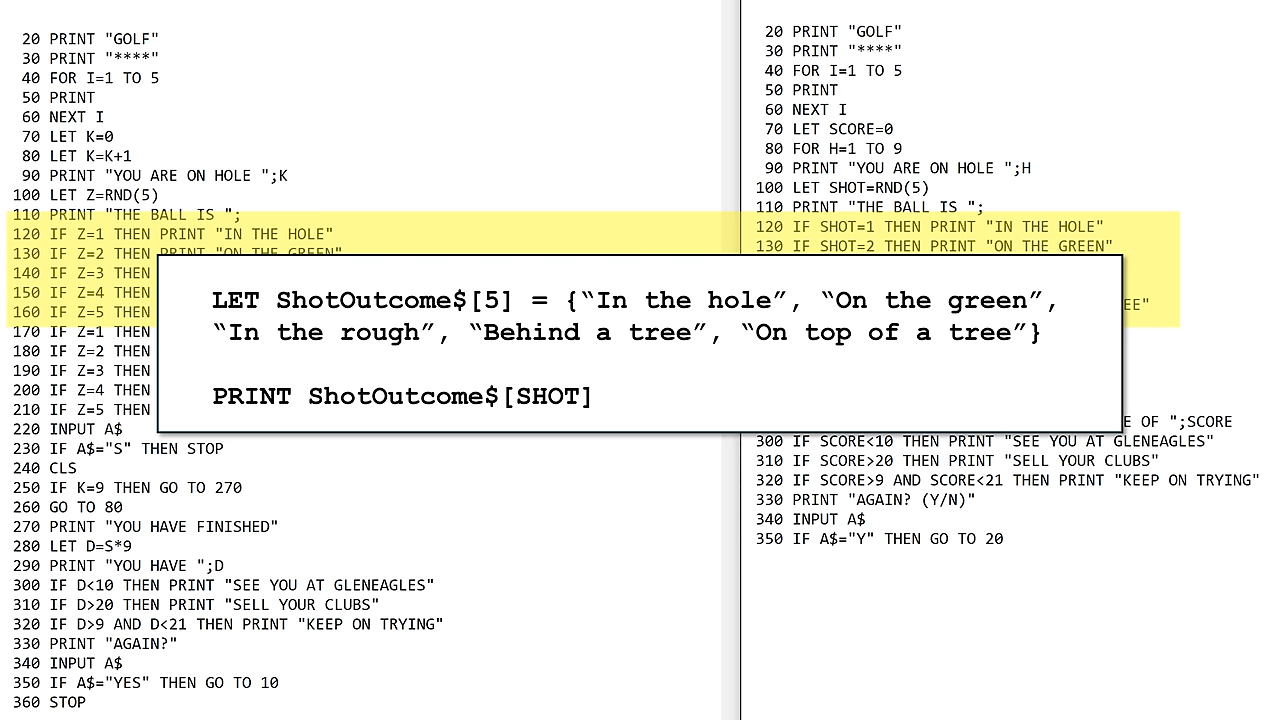 20 PRINT "GOLF"
30 PRINT "****"
40 FOR I=1 TO 5
50 PRINT
60 NEXT I
70 LET K=0
80 LET K=K+1
90 PRINT "YOU ARE ON HOLE ";K
100 LET Z=RND(5)
110 PRINT "THE BALL IS ";
120 IF Z=1 THEN PRINT "IN THE HOLE"
130 IF Z=2 THEN PRINT "ON THE GREEN"
140 IF Z=3 THEN
150 IF Z=4 THEN
160 IF Z=5 THEN
170 IF Z=1 THEN
180 IF Z=2 THEN
190 IF Z=3 THEN
200 IF Z=4 THEN
210 IF Z=5 THEN
220 INPUT A$
230 IF A$="S" THEN STOP
240 CLS
250 IF K=9 THEN GO TO 270
260 GO TO 80
270 PRINT "YOU HAVE FINISHED"
280 LET D=S*9
290 PRINT "YOU HAVE ";D
300 IF D<10 THEN PRINT "SEE YOU AT GLENEAGLES"
310 IF D>20 THEN PRINT "SELL YOUR CLUBS"
320 IF D>9 AND D<21 THEN PRINT "KEEP ON TRYING"
330 PRINT "AGAIN?"
340 INPUT A$
350 IF A$="YES" THEN GO TO 10
360 STOP
20 PRINT "GOLF"
30 PRINT "****"
40 FOR I=1 TO 5
50 PRINT
60 NEXT I
70 LET SCORE=0
80 FOR H=1 TO 9
90 PRINT "YOU ARE ON HOLE ";H
100 LET SHOT=RND(5)
110 PRINT "THE BALL IS ";
120 IF SHOT=1 THEN PRINT "IN THE HOLE"
130 IF SHOT=2 THEN PRINT "ON THE GREEN"
EE"
E OF ";SCORE
300 IF SCORE<10 THEN PRINT "SEE YOU AT GLENEAGLES"
310 IF SCORE>20 THEN PRINT "SELL YOUR CLUBS"
320 IF SCORE>9 AND SCORE<21 THEN PRINT "KEEP ON TRYING"
330 PRINT "AGAIN? (Y/N)"
340 INPUT A$
350 IF A$="Y" THEN GO TO 20
LET ShotOutcome$[5] = {“In the hole”, “On the green”,
“In the rough”, “Behind a tree”, “On top of a tree”}
PRINT ShotOutcome$[SHOT]